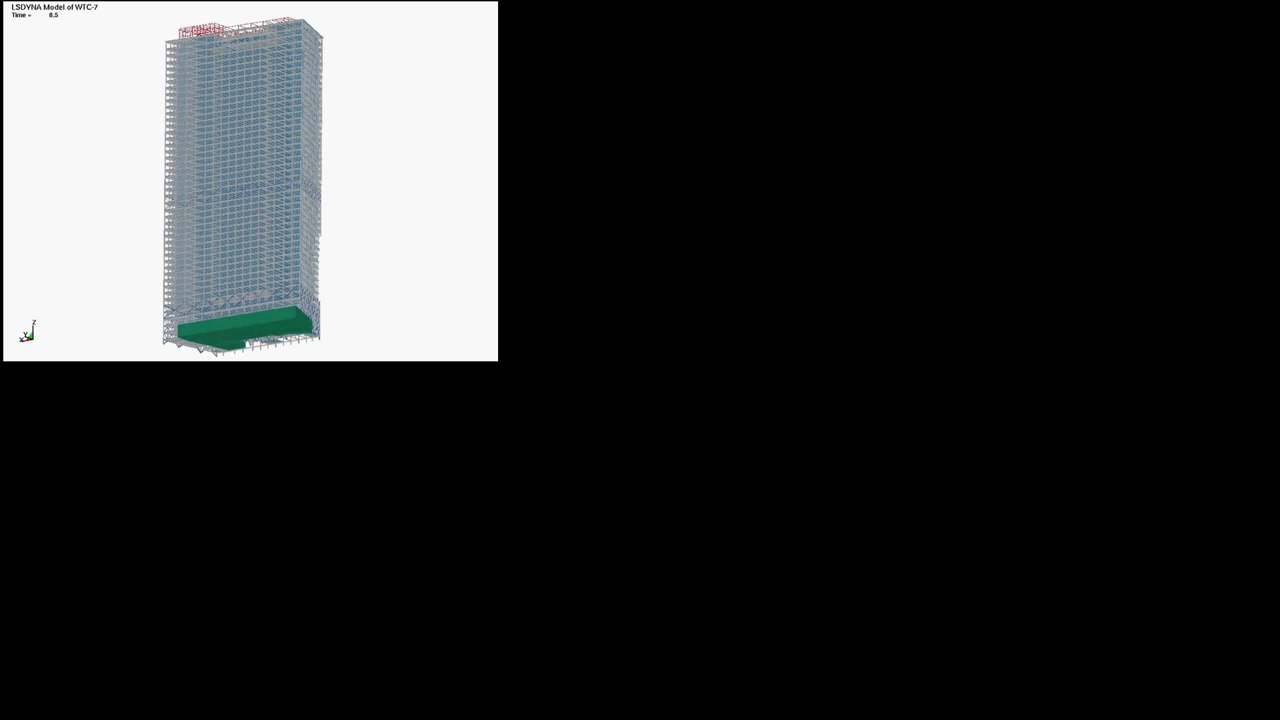 LSDYNA Model of WTC-7
Time = 8.5
Z
Y
X